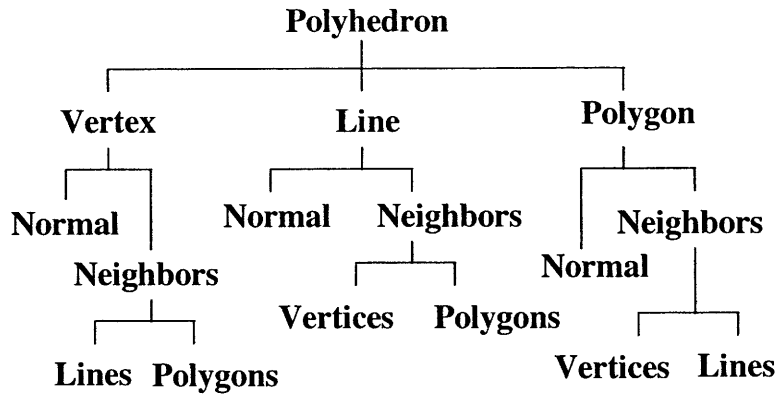 Polyhedron
Vertex Line Polygon
Normal Normal Neighbors Neighbors
Neighbors Normal
Vertices Polygons
Lines Polygons Vertices Lines